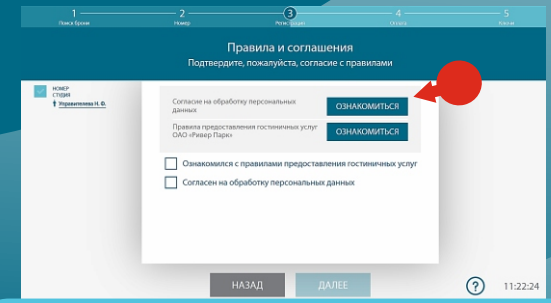 1 2 3 4 5
Поиск брони Номер Регистрация Оплата Ключи
Правила и соглашения
Подтвердите, пожалуйста, согласие с правилами
НОМЕР
СТУДИЯ
Управителева Н. Ф.
Согласие на обработку персональных
данных
ОЗНАКОМИТЬСЯ
Правила предоставления гостиничных услуг
ОАО «Ривер Парк»
ОЗНАКОМИТЬСЯ
Ознакомился с правилами предоставления гостиничных услуг
Согласен на обработку персональных данных
НАЗАД ДАЛЕЕ
? 11:22:24